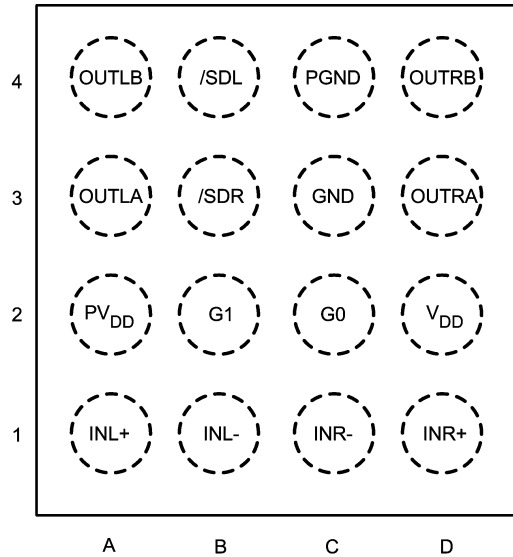 4 OUTLB /SDL PGND OUTRB
3 OUTLA /SDR GND OUTRA
2 PVDD G1 G0 VDD
1 INL+ INL- INR- INR+
A B C D